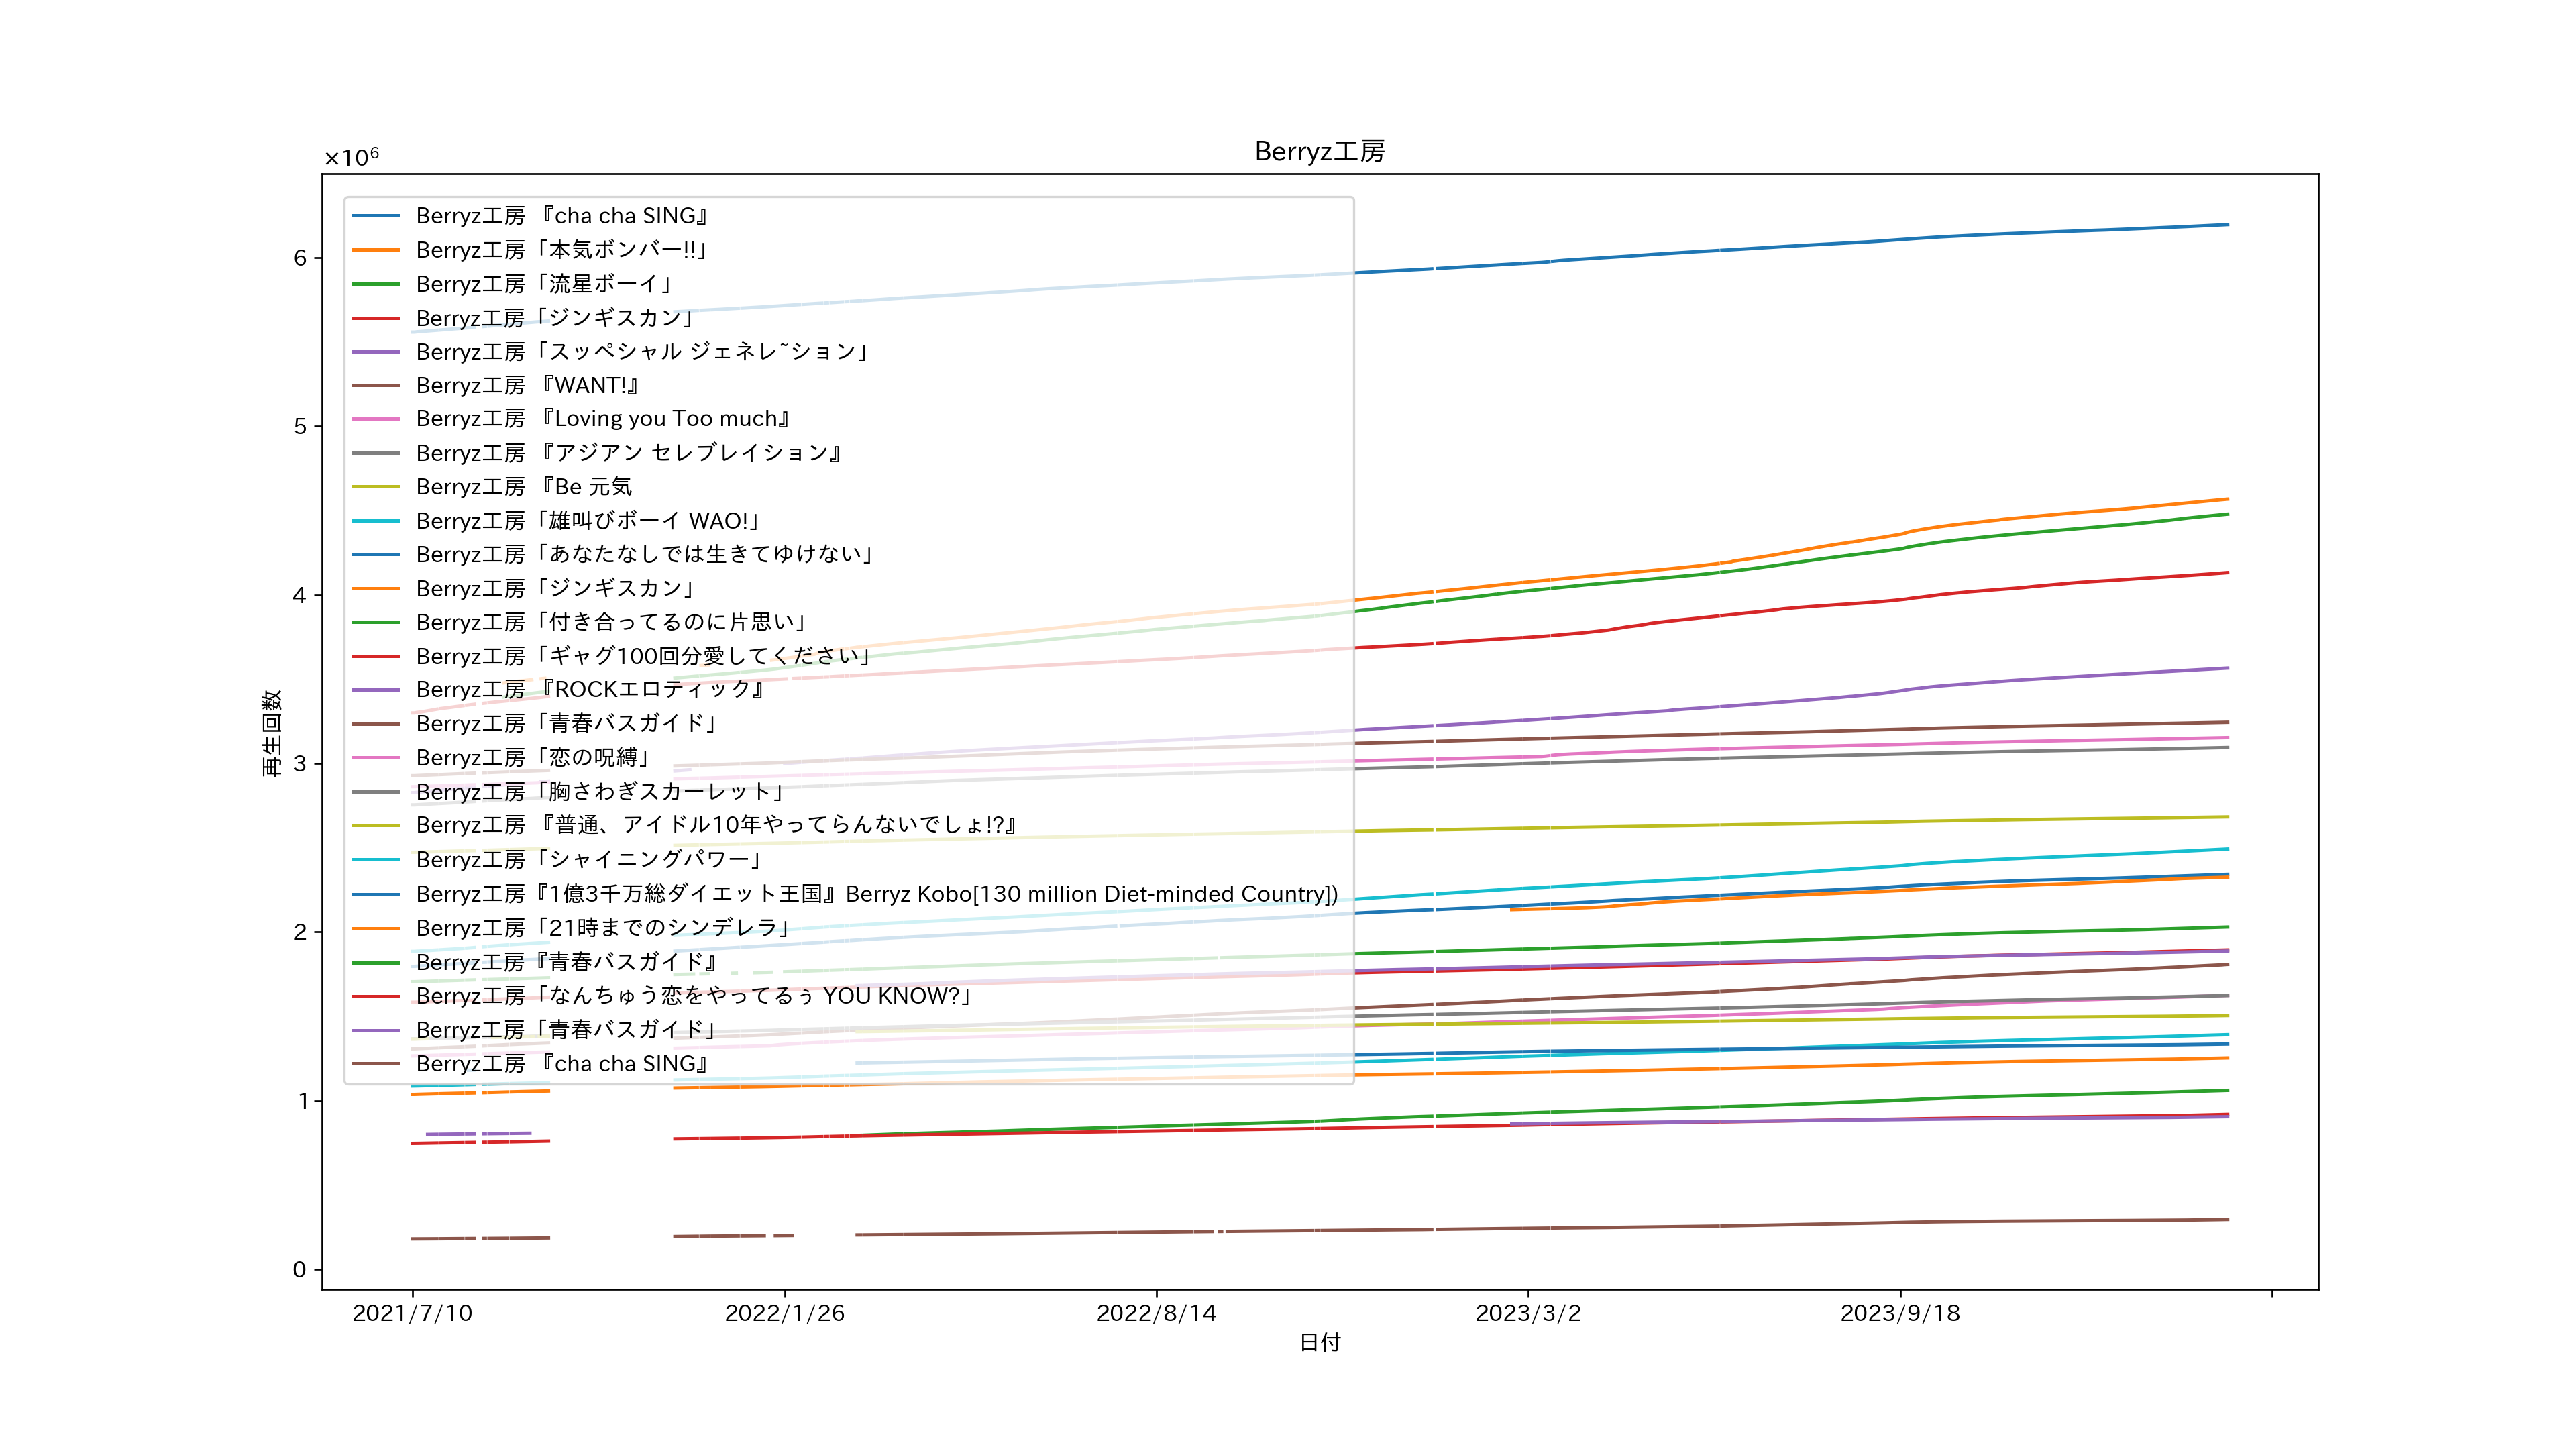 Berryz工房
×10⁶
Berryz工房 『cha cha SING』
Berryz工房「本気ボンバー!!」
Berryz工房「流星ボーイ」
Berryz工房「ジンギスカン」
Berryz工房「スッペシャル ジェネレ~ション」
Berryz工房 『WANT!』
Berryz工房 『Loving you Too much』
Berryz工房 『アジアン セレブレイション』
Berryz工房 『Be 元気
Berryz工房「雄叫びボーイ WAO!」
Berryz工房「あなたなしでは生きてゆけない」
Berryz工房「ジンギスカン」
Berryz工房「付き合ってるのに片思い」
Berryz工房「ギャグ100回分愛してください」
Berryz工房 『ROCKエロティック』
Berryz工房「青春バスガイド」
Berryz工房「恋の呪縛」
Berryz工房「胸さわぎスカーレット」
Berryz工房 『普通、アイドル10年やってらんないでしょ!?』
Berryz工房「シャイニングパワー」
Berryz工房『1億3千万総ダイエット王国』Berryz Kobo[130 million Diet-minded Country])
Berryz工房「21時までのシンデレラ」
Berryz工房『青春バスガイド』
Berryz工房「なんちゅう恋をやってるぅ YOU KNOW?」
Berryz工房「青春バスガイド」
Berryz工房 『cha cha SING』
6
5
4
3
2
1
0
再生回数
2021/7/10
2022/1/26
2022/8/14
2023/3/2
2023/9/18
日付